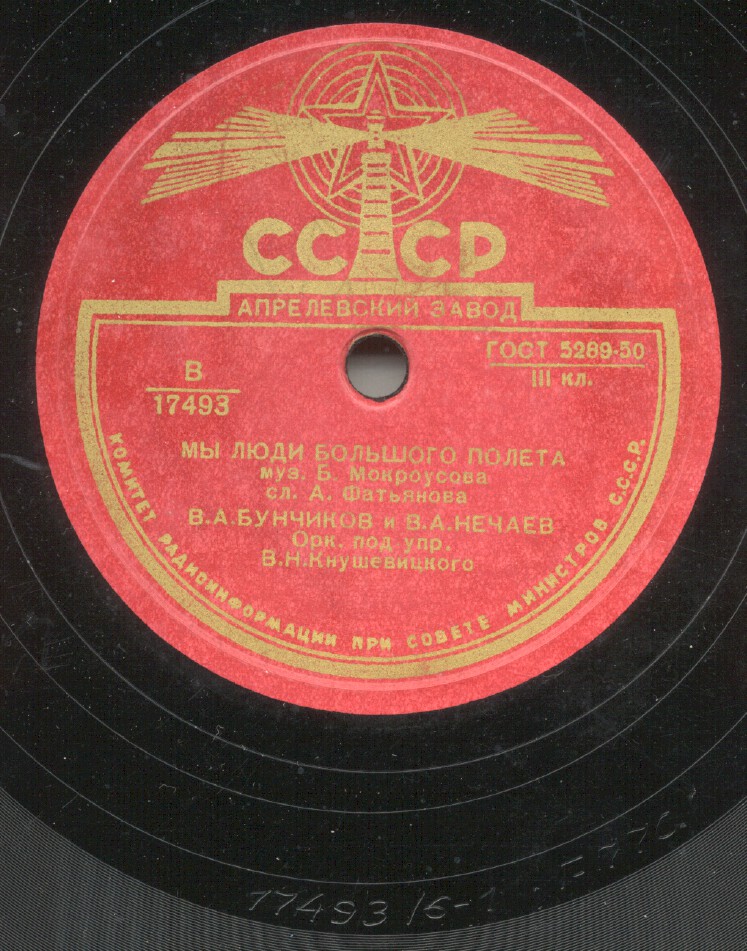 СССР
АПРЕЛЕВСКИЙ ЗАВОД
ГОСТ 5289-50
III кл.
В
17493
МЫ ЛЮДИ БОЛЬШОГО ПОЛЕТА
муз. Б. Мокроусова
сл. А. Фатьянова
В.А.БУНЧИКОВ и В.А.НЕЧАЕВ
Орк. под упр.
В.Н.Кнушевицкого
КОМИТЕТ РАДИОИНФОРМАЦИИ ПРИ СОВЕТЕ МИНИСТРОВ С.С.С.Р.
17493